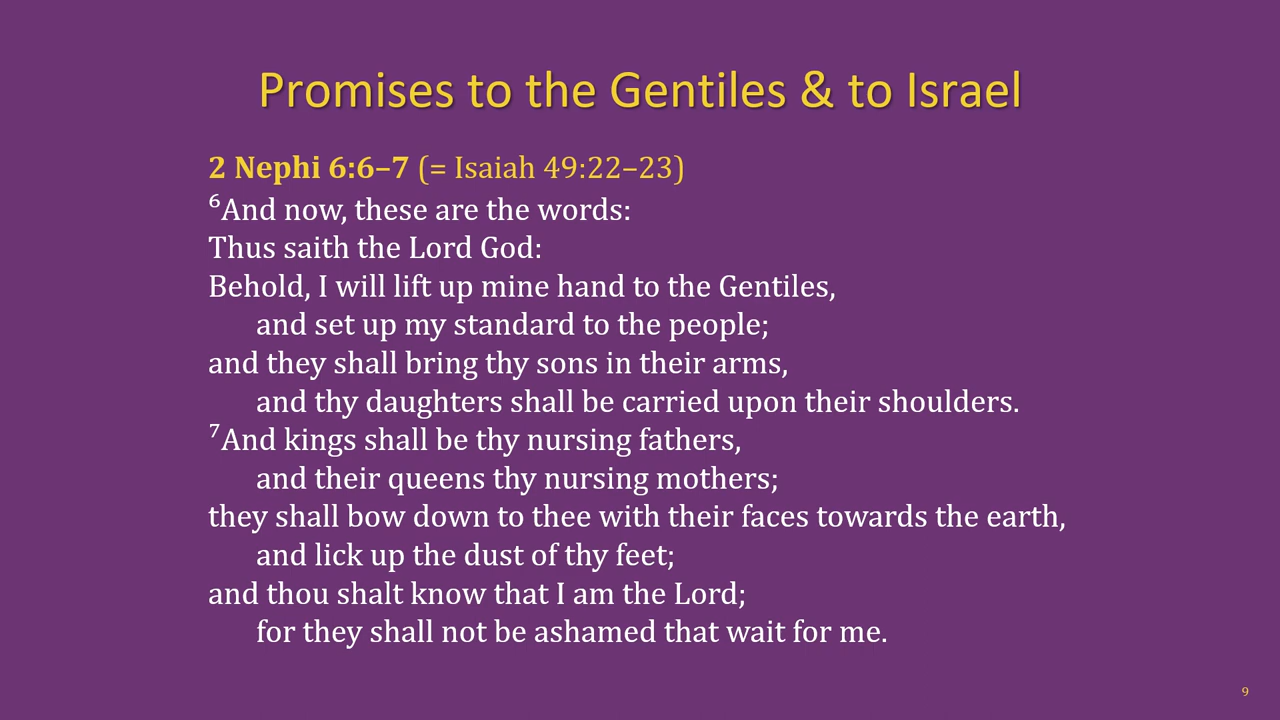 Promises to the Gentiles & to Israel
2 Nephi 6:6–7 (= Isaiah 49:22–23)
⁶And now, these are the words:
Thus saith the Lord God:
Behold, I will lift up mine hand to the Gentiles,
and set up my standard to the people;
and they shall bring thy sons in their arms,
and thy daughters shall be carried upon their shoulders.
⁷And kings shall be thy nursing fathers,
and their queens thy nursing mothers;
they shall bow down to thee with their faces towards the earth,
and lick up the dust of thy feet;
and thou shalt know that I am the Lord;
for they shall not be ashamed that wait for me.
9